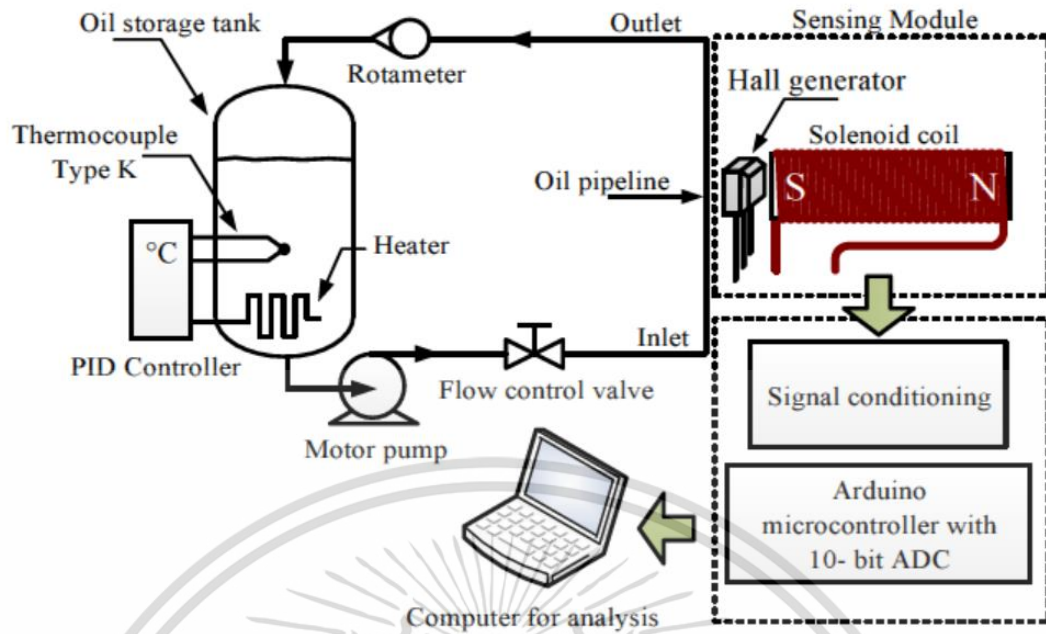 Oil storage tank
Outlet
Sensing Module
Rotameter
Hall generator
Thermocouple
Type K
Solenoid coil
S
N
Oil pipeline
°C
Heater
PID Controller
Inlet
Flow control valve
Motor pump
Signal conditioning
Arduino
microcontroller with
10- bit ADC
Computer for analysis